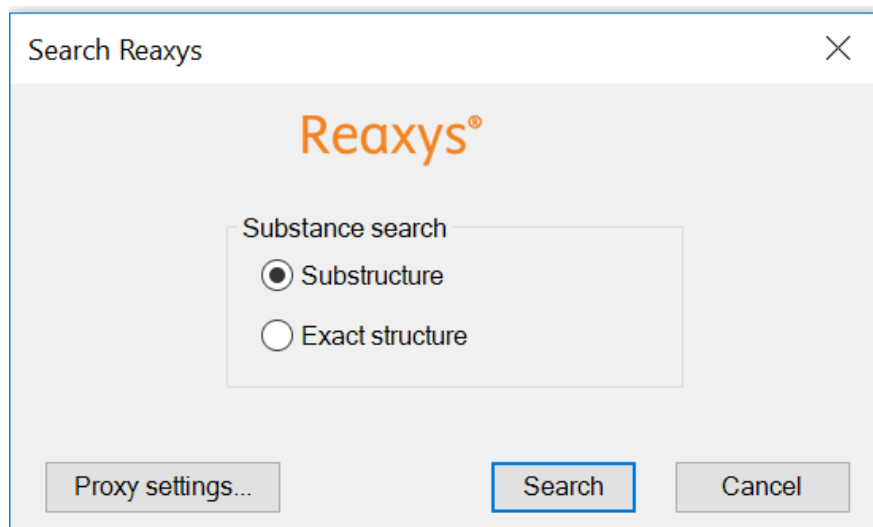 Search Reaxys
Reaxys®
Substance search
Substructure
Exact structure
Proxy settings...
Search
Cancel